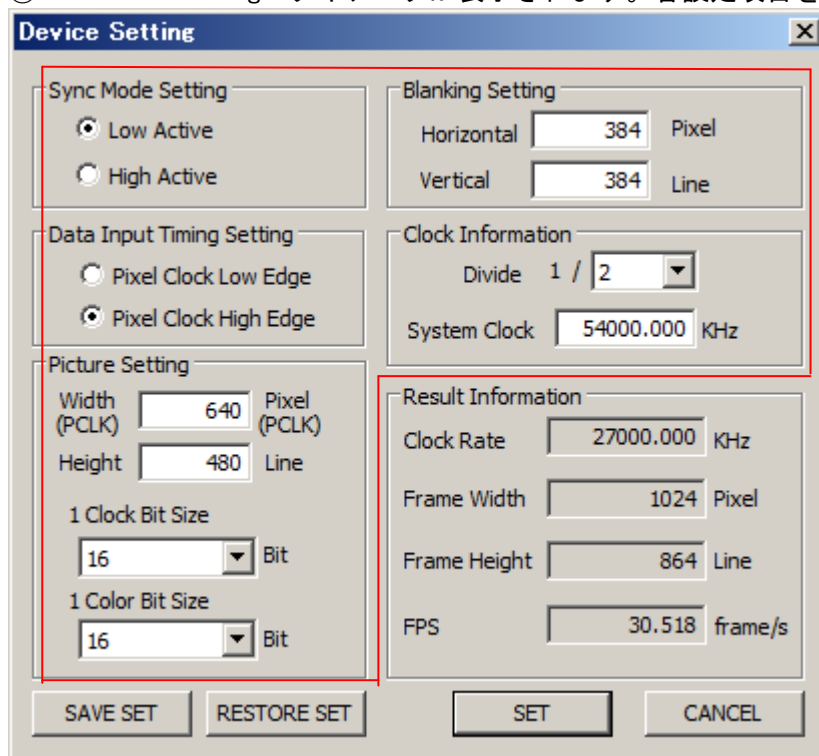 Device Setting
Sync Mode Setting
Low Active
High Active
Data Input Timing Setting
Pixel Clock Low Edge
Pixel Clock High Edge
Picture Setting
Width (PCLK) 640 Pixel (PCLK)
Height 480 Line
1 Clock Bit Size
16 Bit
1 Color Bit Size
16 Bit
Blanking Setting
Horizontal 384 Pixel
Vertical 384 Line
Clock Information
Divide 1 / 2
System Clock 54000.000 KHz
Result Information
Clock Rate 27000.000 KHz
Frame Width 1024 Pixel
Frame Height 864 Line
FPS 30.518 frame/s
SAVE SET RESTORE SET SET CANCEL